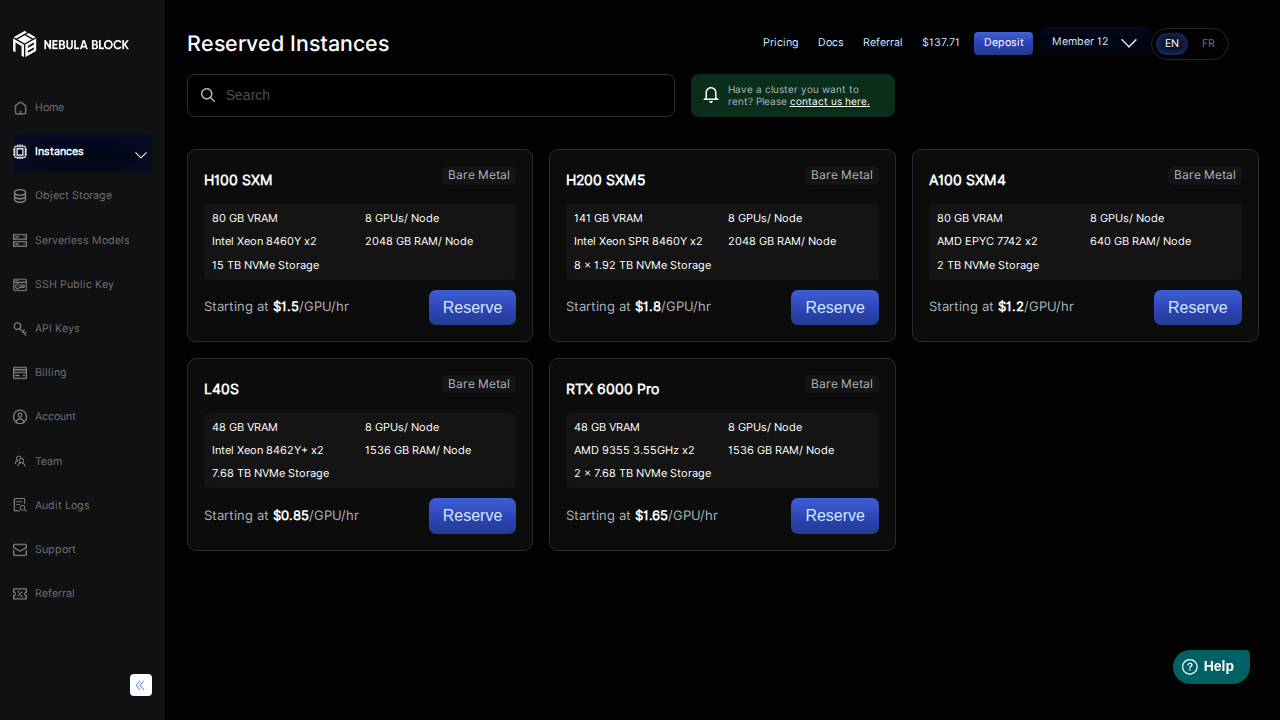 NEBULA BLOCK
Home
Instances
Object Storage
Serverless Models
SSH Public Key
API Keys
Billing
Account
Team
Audit Logs
Support
Referral
Reserved Instances
Pricing
Docs
Referral
$137.71
Deposit
Member 12
EN
FR
Search
Have a cluster you want to
rent? Please contact us here.
H100 SXM
Bare Metal
80 GB VRAM
8 GPUs/ Node
Intel Xeon 8460Y x2
2048 GB RAM/ Node
15 TB NVMe Storage
Starting at $1.5/GPU/hr
Reserve
H200 SXM5
Bare Metal
141 GB VRAM
8 GPUs/ Node
Intel Xeon SPR 8460Y x2
2048 GB RAM/ Node
8 × 1.92 TB NVMe Storage
Starting at $1.8/GPU/hr
Reserve
A100 SXM4
Bare Metal
80 GB VRAM
8 GPUs/ Node
AMD EPYC 7742 x2
640 GB RAM/ Node
2 TB NVMe Storage
Starting at $1.2/GPU/hr
Reserve
L40S
Bare Metal
48 GB VRAM
8 GPUs/ Node
Intel Xeon 8462Y+ x2
1536 GB RAM/ Node
7.68 TB NVMe Storage
Starting at $0.85/GPU/hr
Reserve
RTX 6000 Pro
Bare Metal
48 GB VRAM
8 GPUs/ Node
AMD 9355 3.55GHz x2
1536 GB RAM/ Node
2 × 7.68 TB NVMe Storage
Starting at $1.65/GPU/hr
Reserve
Help